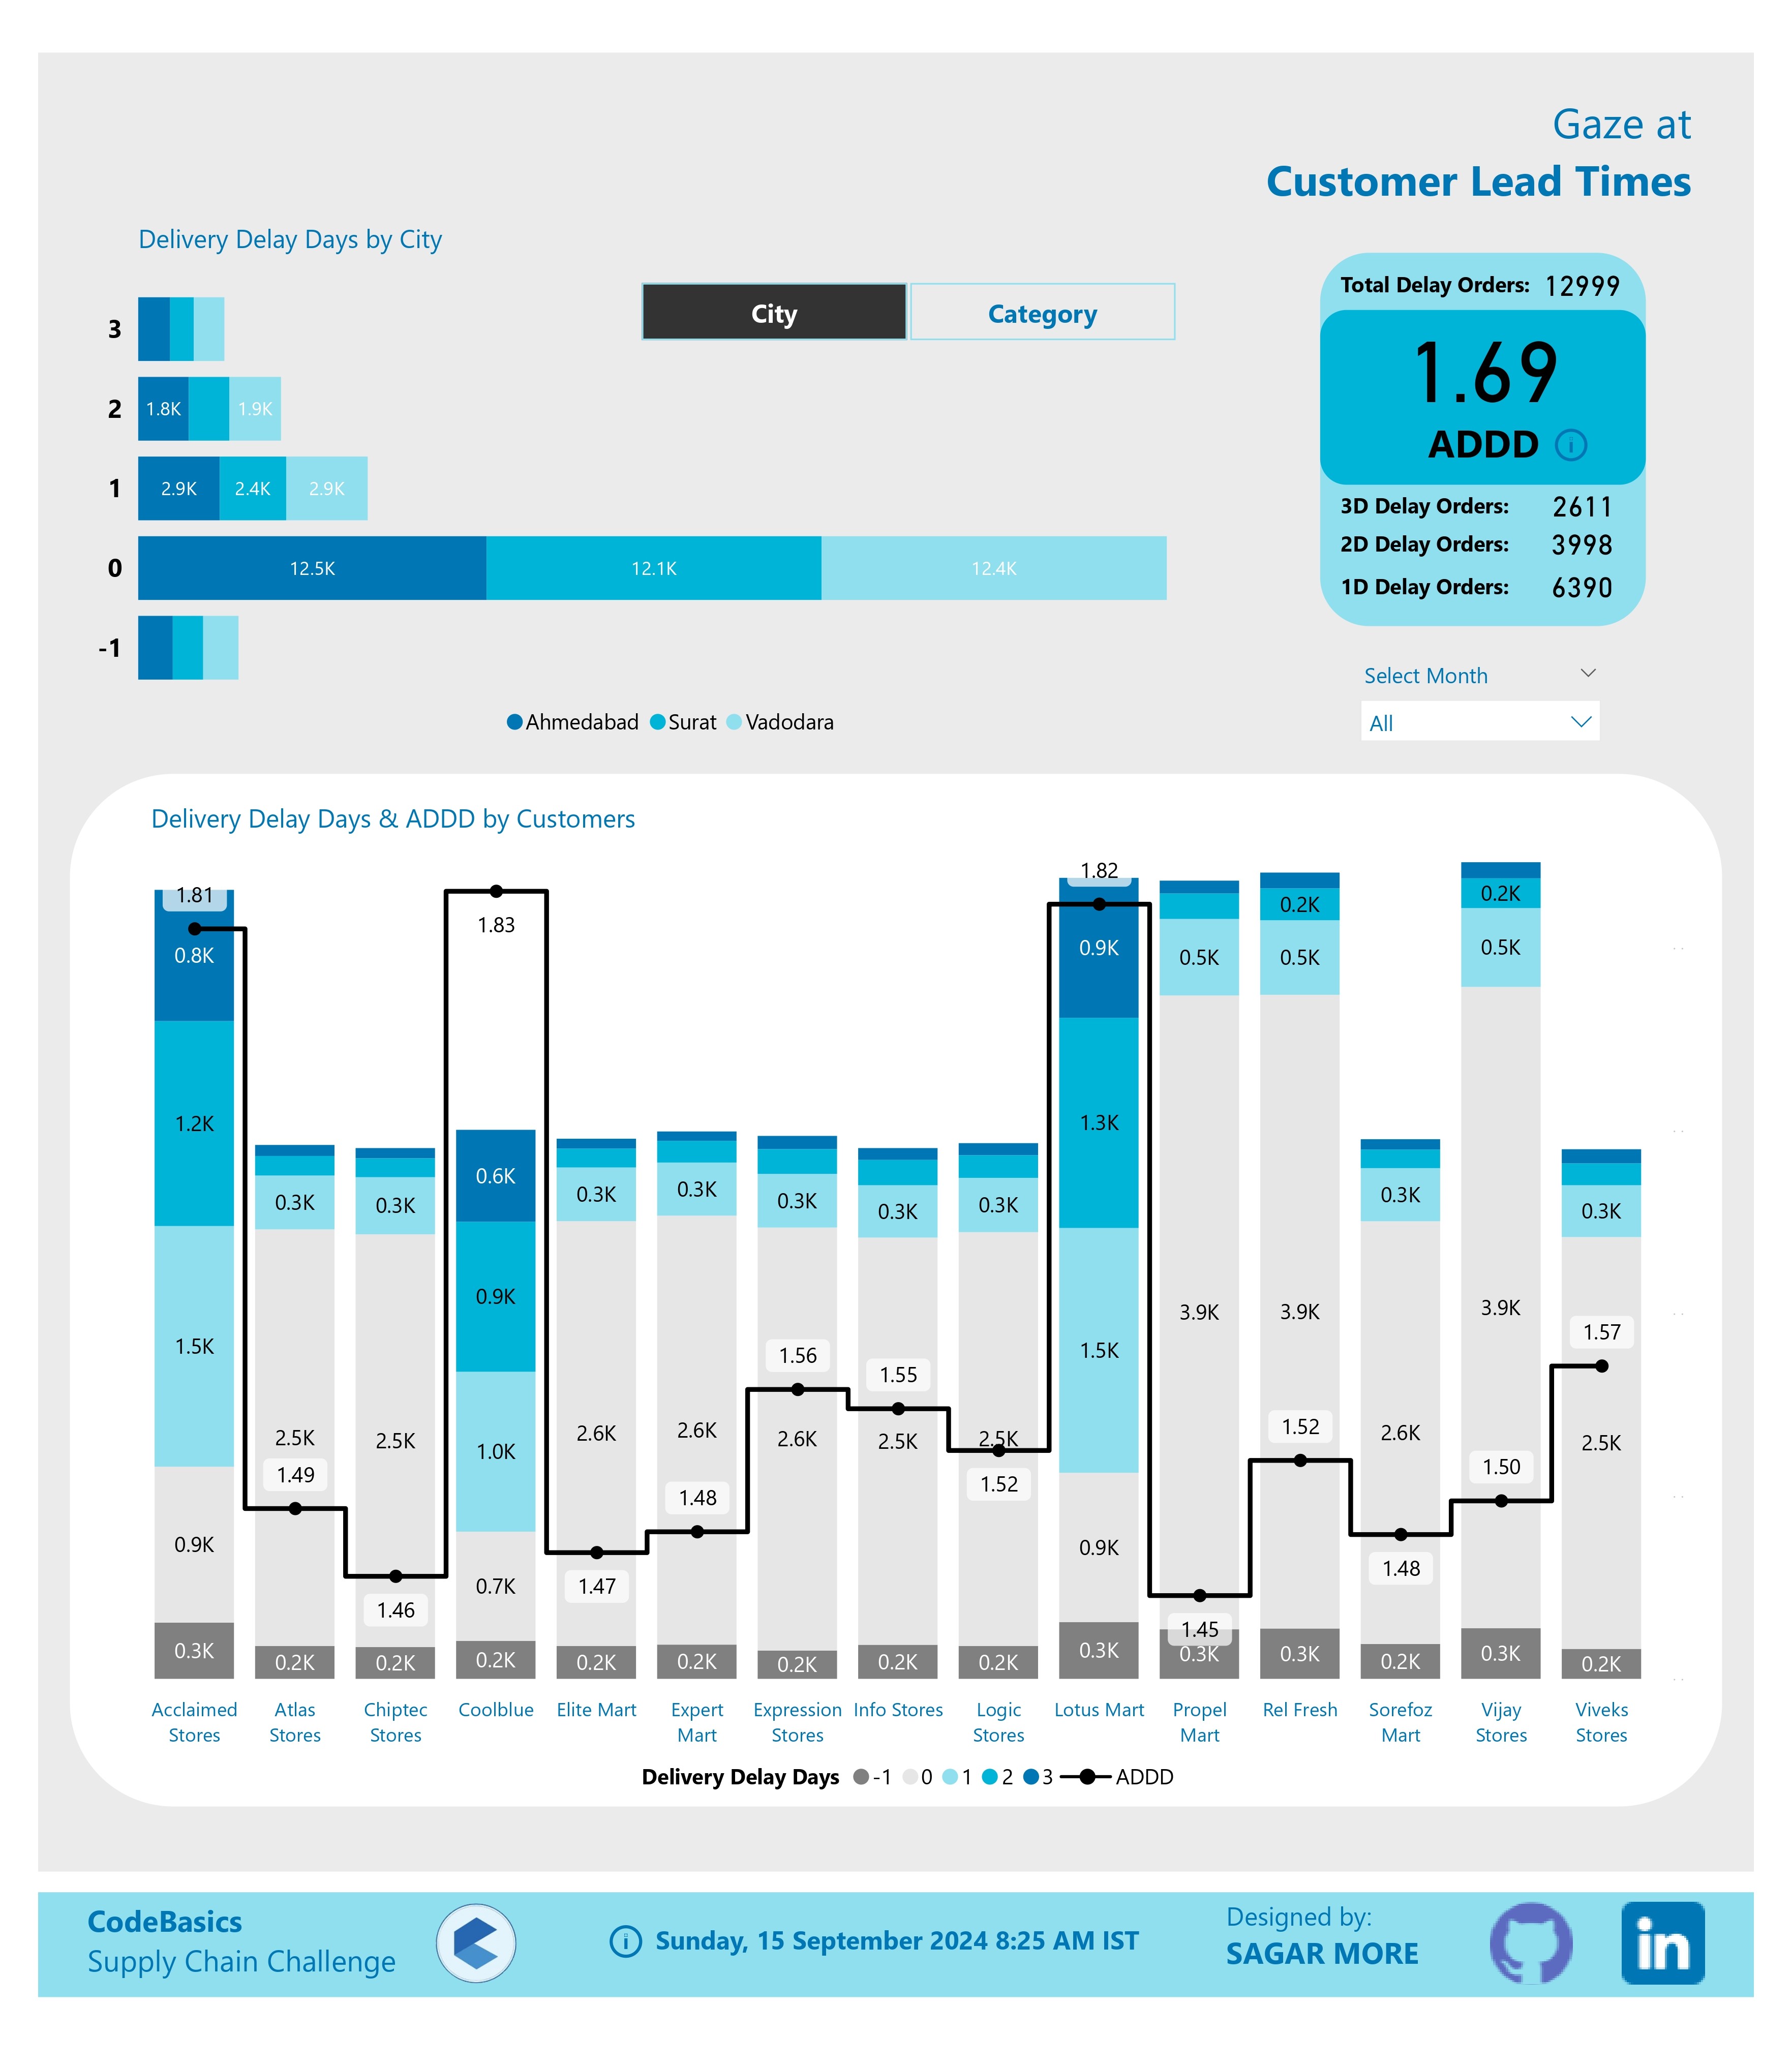 Gaze at
Customer Lead Times
Delivery Delay Days by City
City
Category
3
2
1.8K
1.9K
1
2.9K
2.4K
2.9K
0
12.5K
12.1K
12.4K
-1
Ahmedabad Surat Vadodara
Total Delay Orders: 12999
1.69
ADDD
3D Delay Orders: 2611
2D Delay Orders: 3998
1D Delay Orders: 6390
Select Month
All
Delivery Delay Days & ADDD by Customers
1.81
0.8K
1.2K
1.5K
0.9K
0.3K
Acclaimed
Stores
0.3K
2.5K
1.49
0.2K
Atlas
Stores
0.3K
2.5K
1.46
0.2K
Chiptec
Stores
1.83
0.6K
0.9K
1.0K
0.7K
0.2K
Coolblue
0.3K
2.6K
1.47
0.2K
Elite Mart
0.3K
2.6K
1.48
0.2K
Expert
Mart
0.3K
1.56
2.6K
0.2K
Expression
Stores
0.3K
1.55
2.5K
0.2K
Info Stores
0.3K
2.5K
1.52
0.2K
Logic
Stores
1.82
0.9K
1.3K
1.5K
0.9K
0.3K
Lotus Mart
0.5K
3.9K
1.45
0.3K
Propel
Mart
0.2K
0.5K
3.9K
1.52
0.3K
Rel Fresh
0.3K
2.6K
1.48
0.2K
Sorefoz
Mart
0.2K
0.5K
3.9K
1.50
0.3K
Vijay
Stores
0.3K
1.57
2.5K
0.2K
Viveks
Stores
Delivery Delay Days -1 0 1 2 3 ADDD
CodeBasics
Supply Chain Challenge
Sunday, 15 September 2024 8:25 AM IST
Designed by:
SAGAR MORE
in